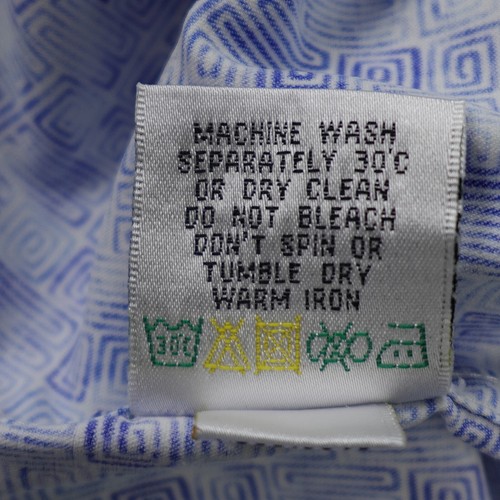 MACHINE WASH
SEPARATELY 30°C
OR DRY CLEAN
DO NOT BLEACH
DON'T SPIN OR
TUMBLE DRY
WARM IRON
30°C